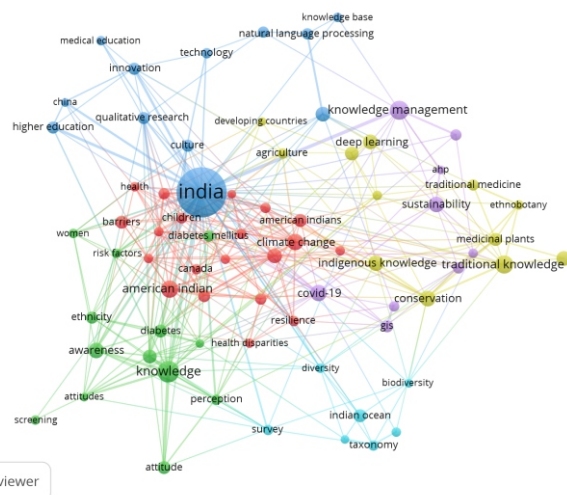 knowledge base
natural language processing
medical education
technology
innovation
china
knowledge management
qualitative research
developing countries
higher education
deep learning
culture
agriculture
ahp
traditional medicine
health
india
sustainability
ethnobotany
children
american indians
barriers
women
diabetes mellitus
climate change
medicinal plants
risk factors
canada
indigenous knowledge
traditional knowledge
american indian
covid-19
conservation
ethnicity
resilience
gis
diabetes
health disparities
awareness
knowledge
diversity
biodiversity
attitudes
perception
screening
indian ocean
survey
taxonomy
attitude
viewer